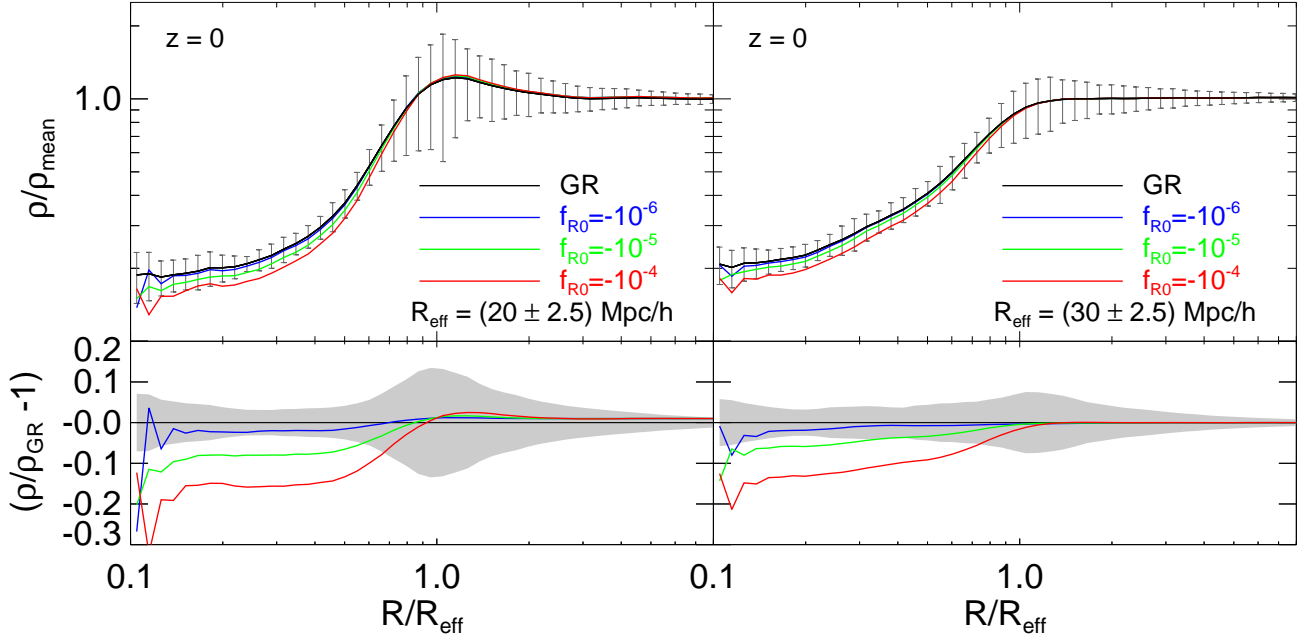 z = 0
z = 0
1.0
ρ/ρmean
GR
fR0=-10-6
fR0=-10-5
fR0=-10-4
Reff = (20 ± 2.5) Mpc/h
GR
fR0=-10-6
fR0=-10-5
fR0=-10-4
Reff = (30 ± 2.5) Mpc/h
(ρ/ρGR -1)
0.2
0.1
-0.0
-0.1
-0.2
-0.3
0.1
1.0
0.1
1.0
R/Reff
R/Reff